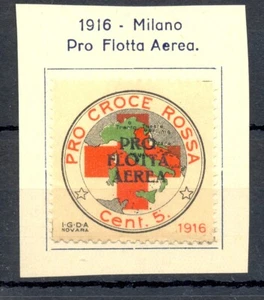 1916 - Milano
Pro Flotta Aerea.
PRO CROCE ROSSA
PRO
FLOTTA
AEREA
Cent. 5.
I·G·D·A
NOVARA
1916